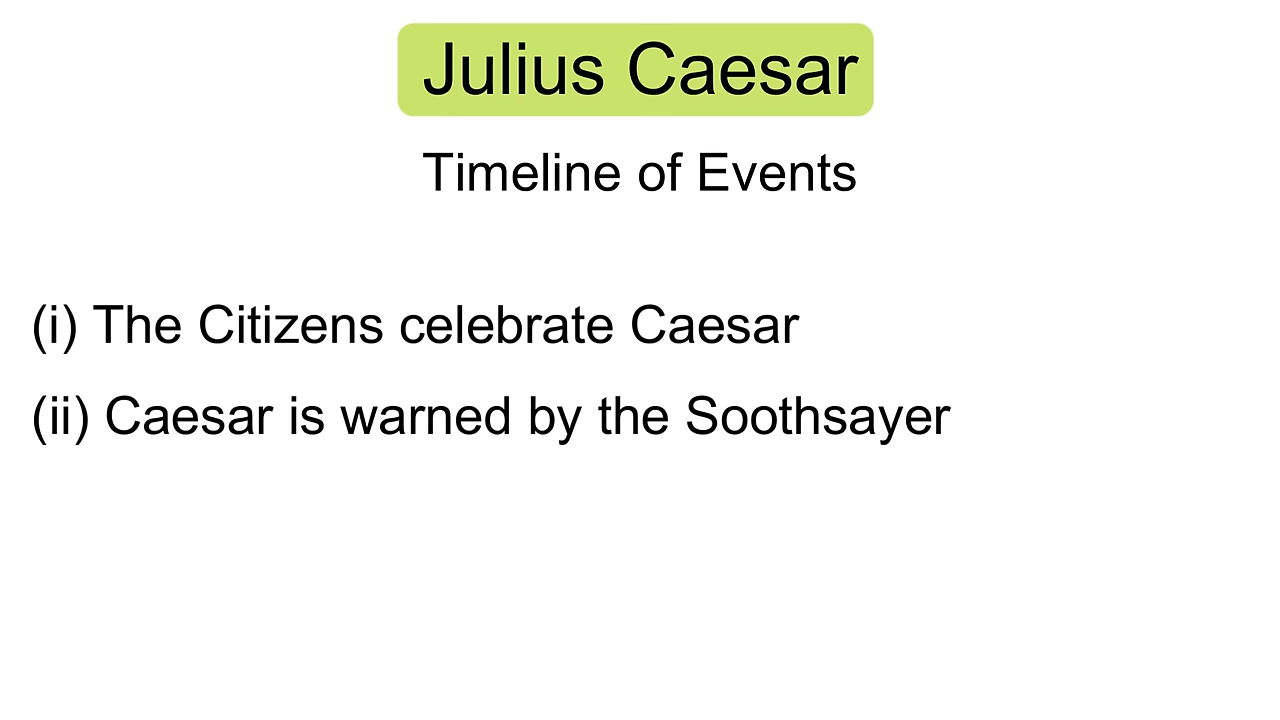 Julius Caesar
Timeline of Events
(i) The Citizens celebrate Caesar
(ii) Caesar is warned by the Soothsayer